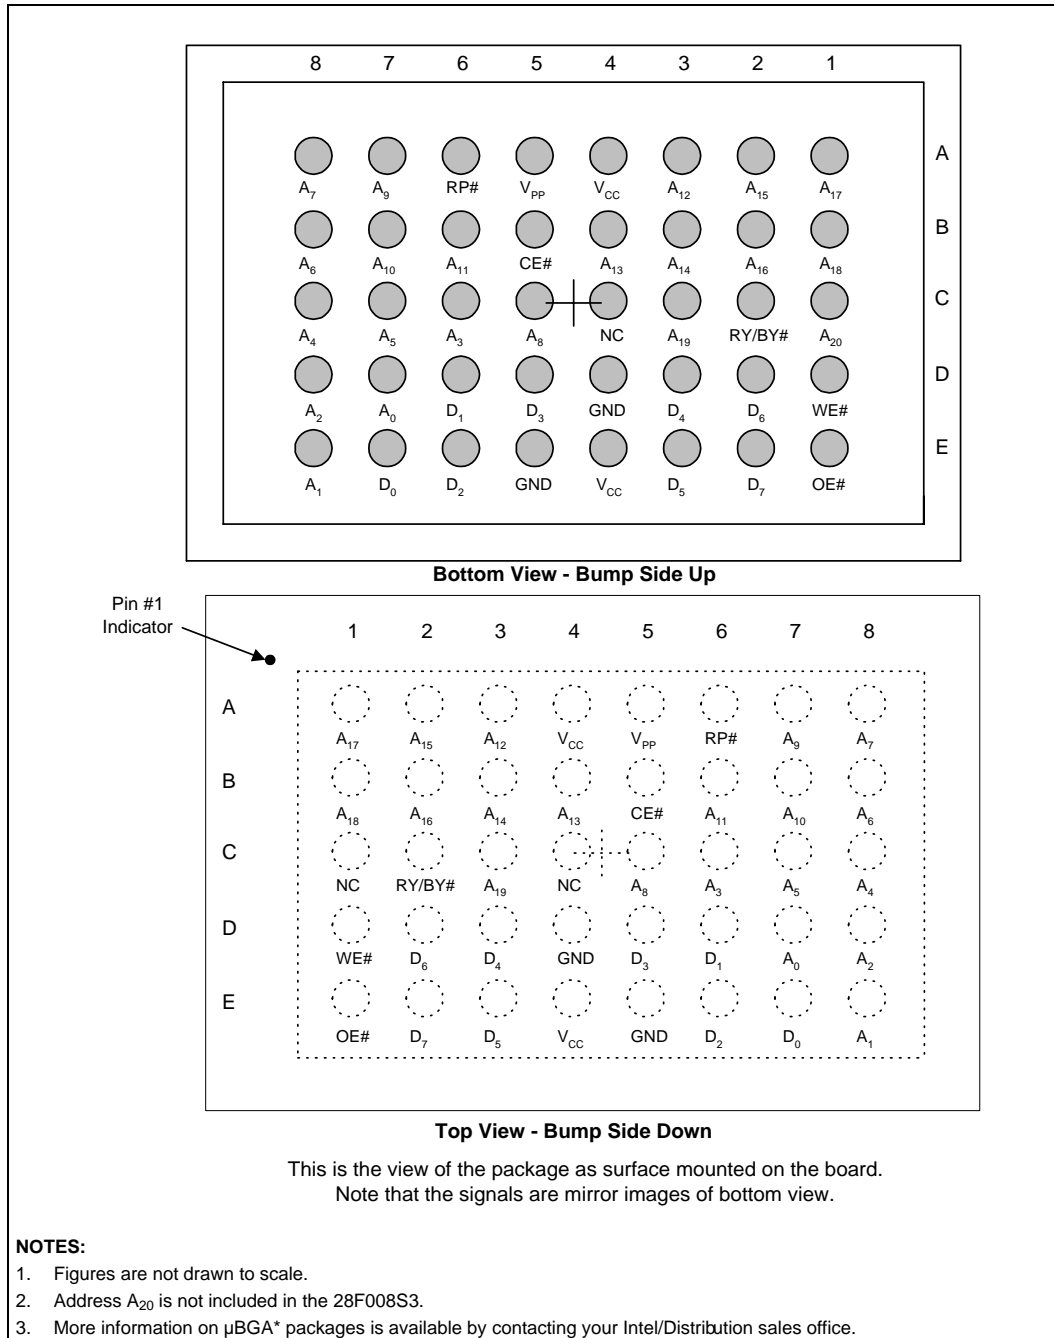 8 7 6 5 4 3 2 1
A
A7 A9 RP# VPP VCC A12 A15 A17
B
A6 A10 A11 CE# A13 A14 A16 A18
C
A4 A5 A3 A8 NC A19 RY/BY# A20
D
A2 A0 D1 D3 GND D4 D6 WE#
E
A1 D0 D2 GND VCC D5 D7 OE#
Bottom View - Bump Side Up
Pin #1
Indicator
1 2 3 4 5 6 7 8
A
A17 A15 A12 VCC VPP RP# A9 A7
B
A18 A16 A14 A13 CE# A11 A10 A6
C
NC RY/BY# A19 NC A8 A3 A5 A4
D
WE# D6 D4 GND D3 D1 A0 A2
E
OE# D7 D5 VCC GND D2 D0 A1
Top View - Bump Side Down
This is the view of the package as surface mounted on the board.
Note that the signals are mirror images of bottom view.
NOTES:
1. Figures are not drawn to scale.
2. Address A20 is not included in the 28F008S3.
3. More information on µBGA* packages is available by contacting your Intel/Distribution sales office.